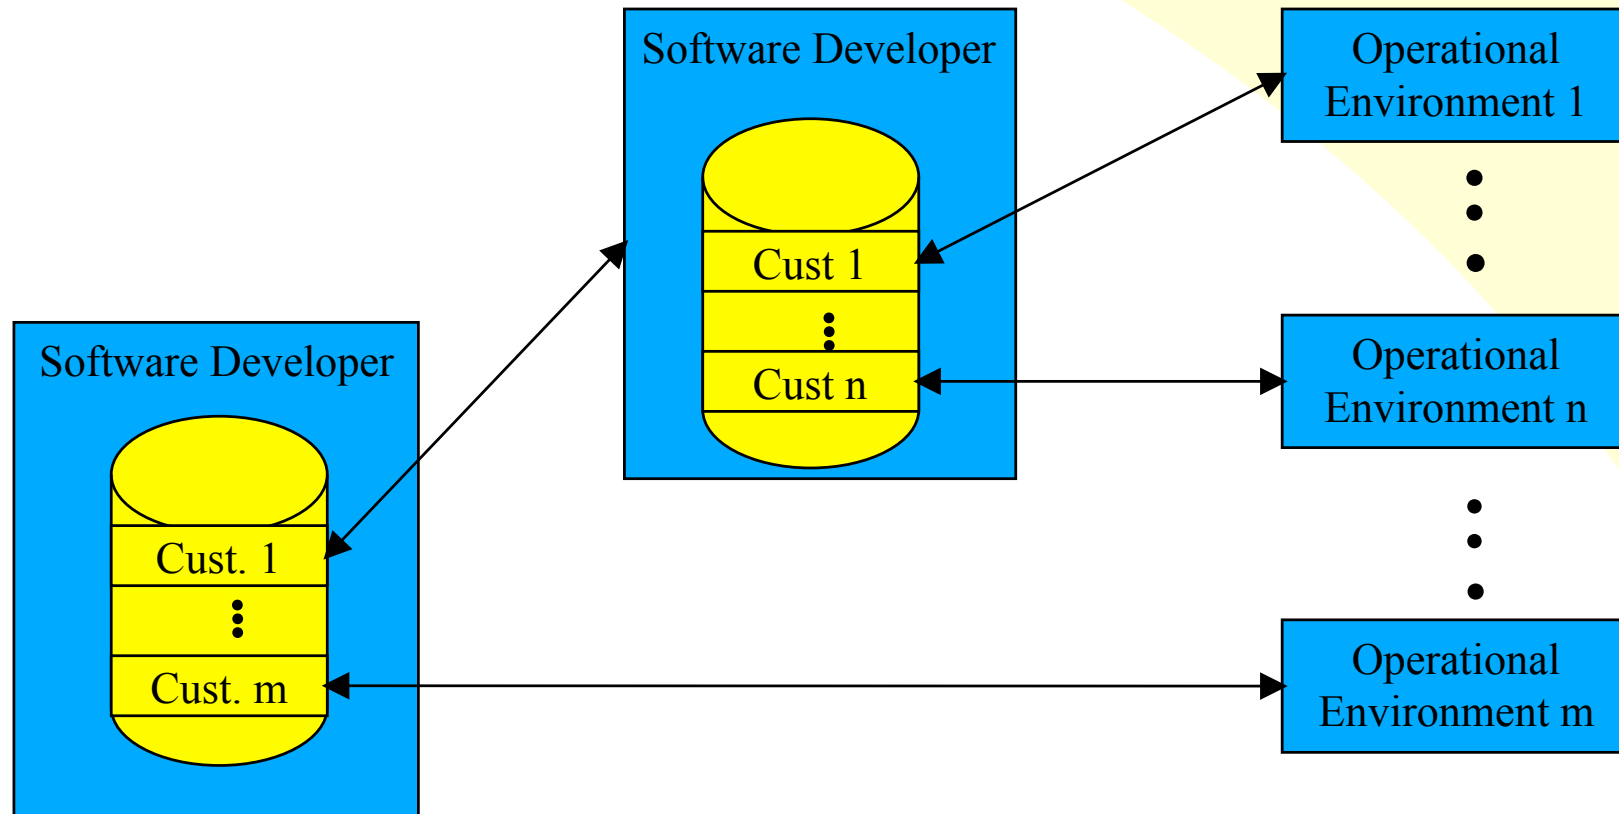 Software Developer
Cust 1
Cust n
Operational
Environment 1
Operational
Environment n
Software Developer
Cust. 1
Cust. m
Operational
Environment m